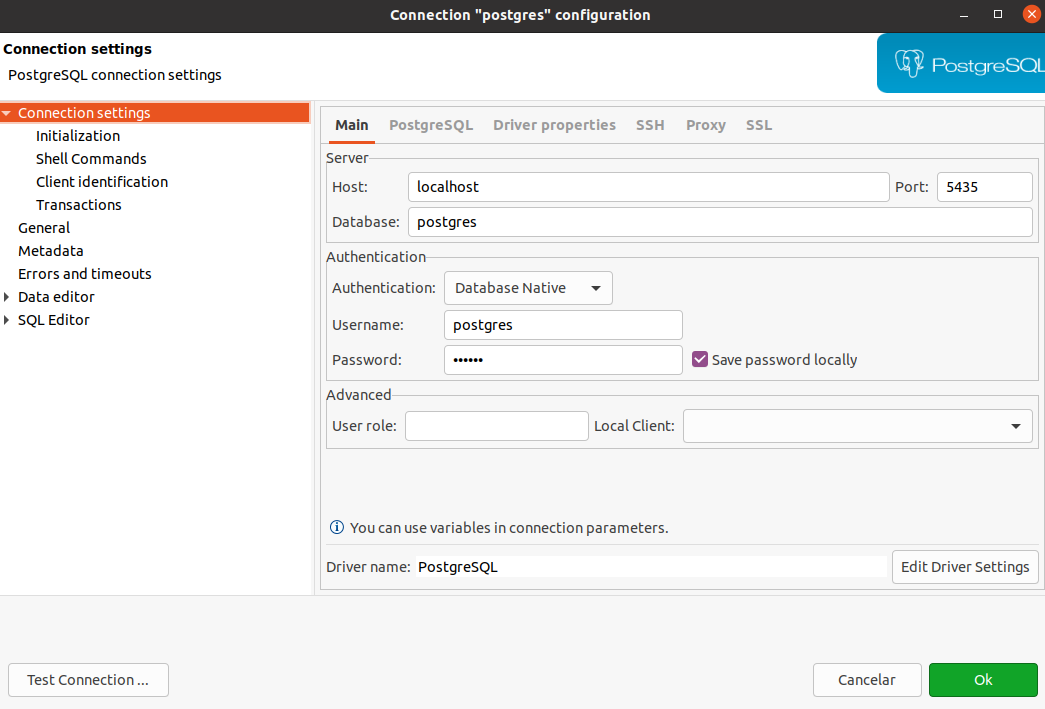 Connection "postgres" configuration
Connection settings
PostgreSQL connection settings
PostgreSQL
Connection settings
Initialization
Shell Commands
Client identification
Transactions
General
Metadata
Errors and timeouts
Data editor
SQL Editor
Main PostgreSQL Driver properties SSH Proxy SSL
Server
Host: localhost Port: 5435
Database: postgres
Authentication
Authentication: Database Native
Username: postgres
Password: •••••• Save password locally
Advanced
User role: Local Client:
You can use variables in connection parameters.
Driver name: PostgreSQL Edit Driver Settings
Test Connection ... Cancelar Ok